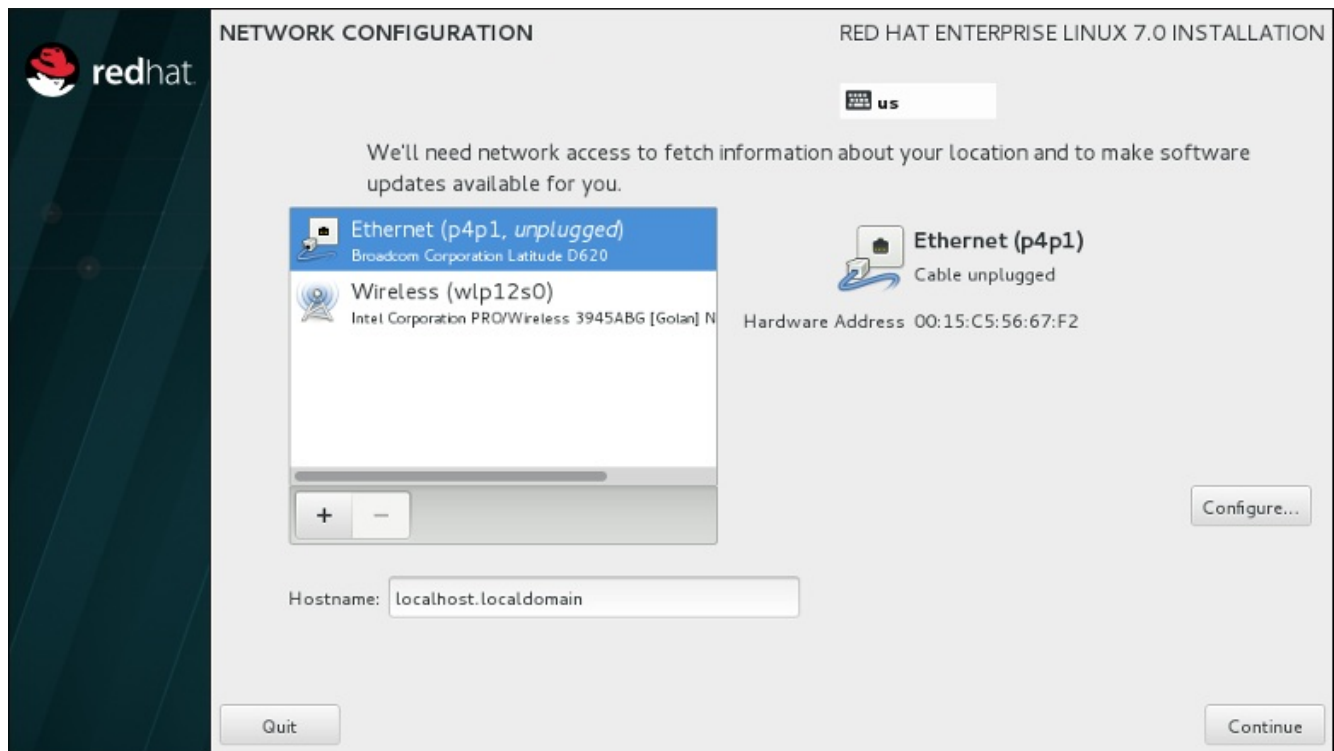 redhat.
NETWORK CONFIGURATION
RED HAT ENTERPRISE LINUX 7.0 INSTALLATION
us
We'll need network access to fetch information about your location and to make software
updates available for you.
Ethernet (p4p1, unplugged)
Broadcom Corporation Latitude D620
Wireless (wlp12s0)
Intel Corporation PRO/Wireless 3945ABG [Golan] N
Ethernet (p4p1)
Cable unplugged
Hardware Address 00:15:C5:56:67:F2
+ −
Configure...
Hostname: localhost.localdomain
Quit
Continue